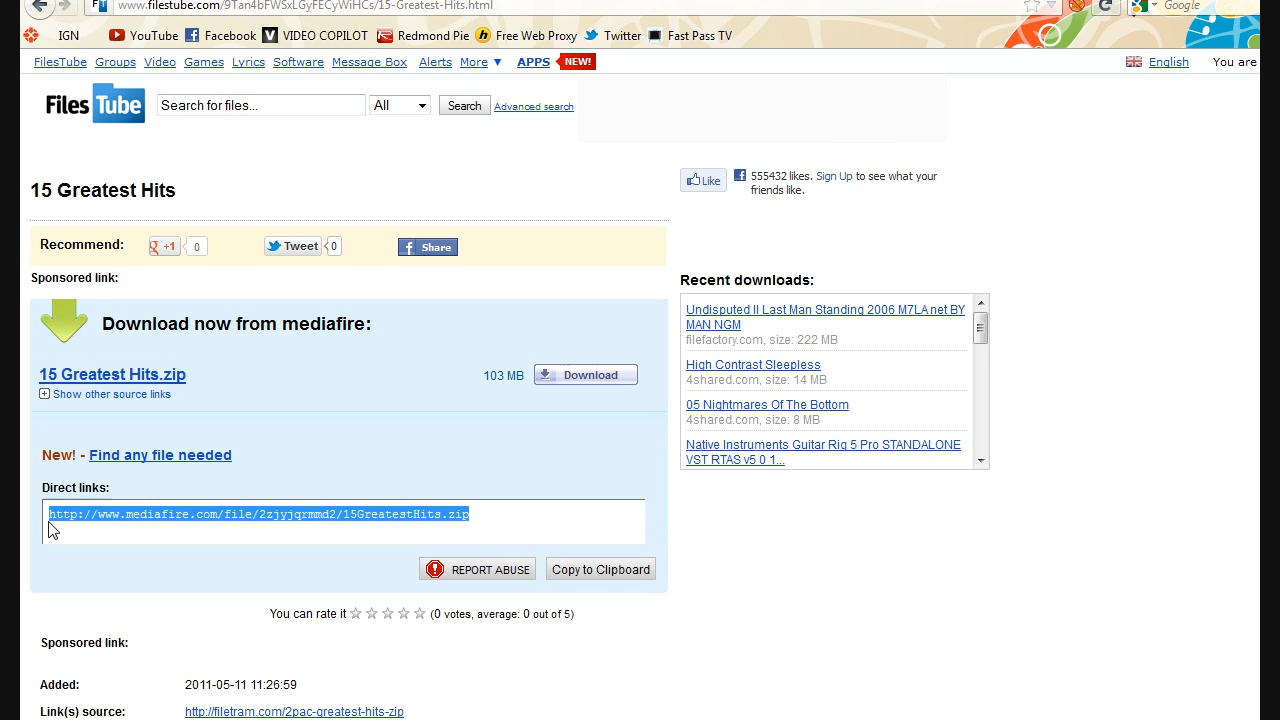 www.filestube.com/9Tan4bFWSxLGyFECyWiHCs/15-Greatest-Hits.html
Google
IGN YouTube Facebook VIDEO COPILOT Redmond Pie Free Web Proxy Twitter Fast Pass TV
FilesTube Groups Video Games Lyrics Software Message Box Alerts More ▼ APPS NEW! English You are
Files Tube Search for files... All Search Advanced search
15 Greatest Hits
Like 555432 likes. Sign Up to see what your
friends like.
Recommend: +1 0 Tweet 0 Share
Sponsored link:
Recent downloads:
Download now from mediafire:
Undisputed II Last Man Standing 2006 M7LA net BY
MAN NGM
filefactory.com, size: 222 MB
High Contrast Sleepless
4shared.com, size: 14 MB
05 Nightmares Of The Bottom
4shared.com, size: 8 MB
Native Instruments Guitar Rig 5 Pro STANDALONE
VST RTAS v5 0 1...
15 Greatest Hits.zip 103 MB Download
Show other source links
New! - Find any file needed
Direct links:
http://www.mediafire.com/file/2zjyjqrmmd2/15GreatestHits.zip
REPORT ABUSE Copy to Clipboard
You can rate it (0 votes, average: 0 out of 5)
Sponsored link:
Added: 2011-05-11 11:26:59
Link(s) source: http://filetram.com/2pac-greatest-hits-zip